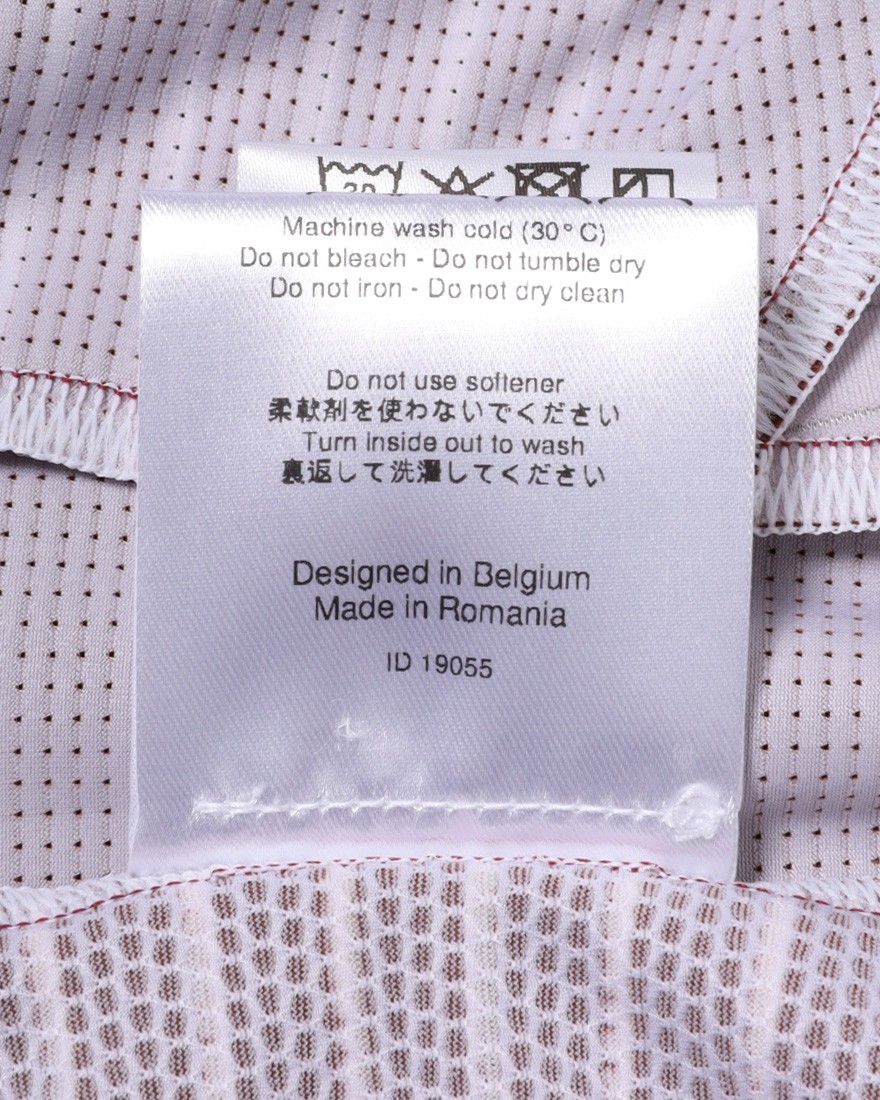 30
Machine wash cold (30°C)
Do not bleach - Do not tumble dry
Do not iron - Do not dry clean
Do not use softener
柔軟剤を使わないでください
Turn inside out to wash
裏返して洗濯してください
Designed in Belgium
Made in Romania
ID 19055